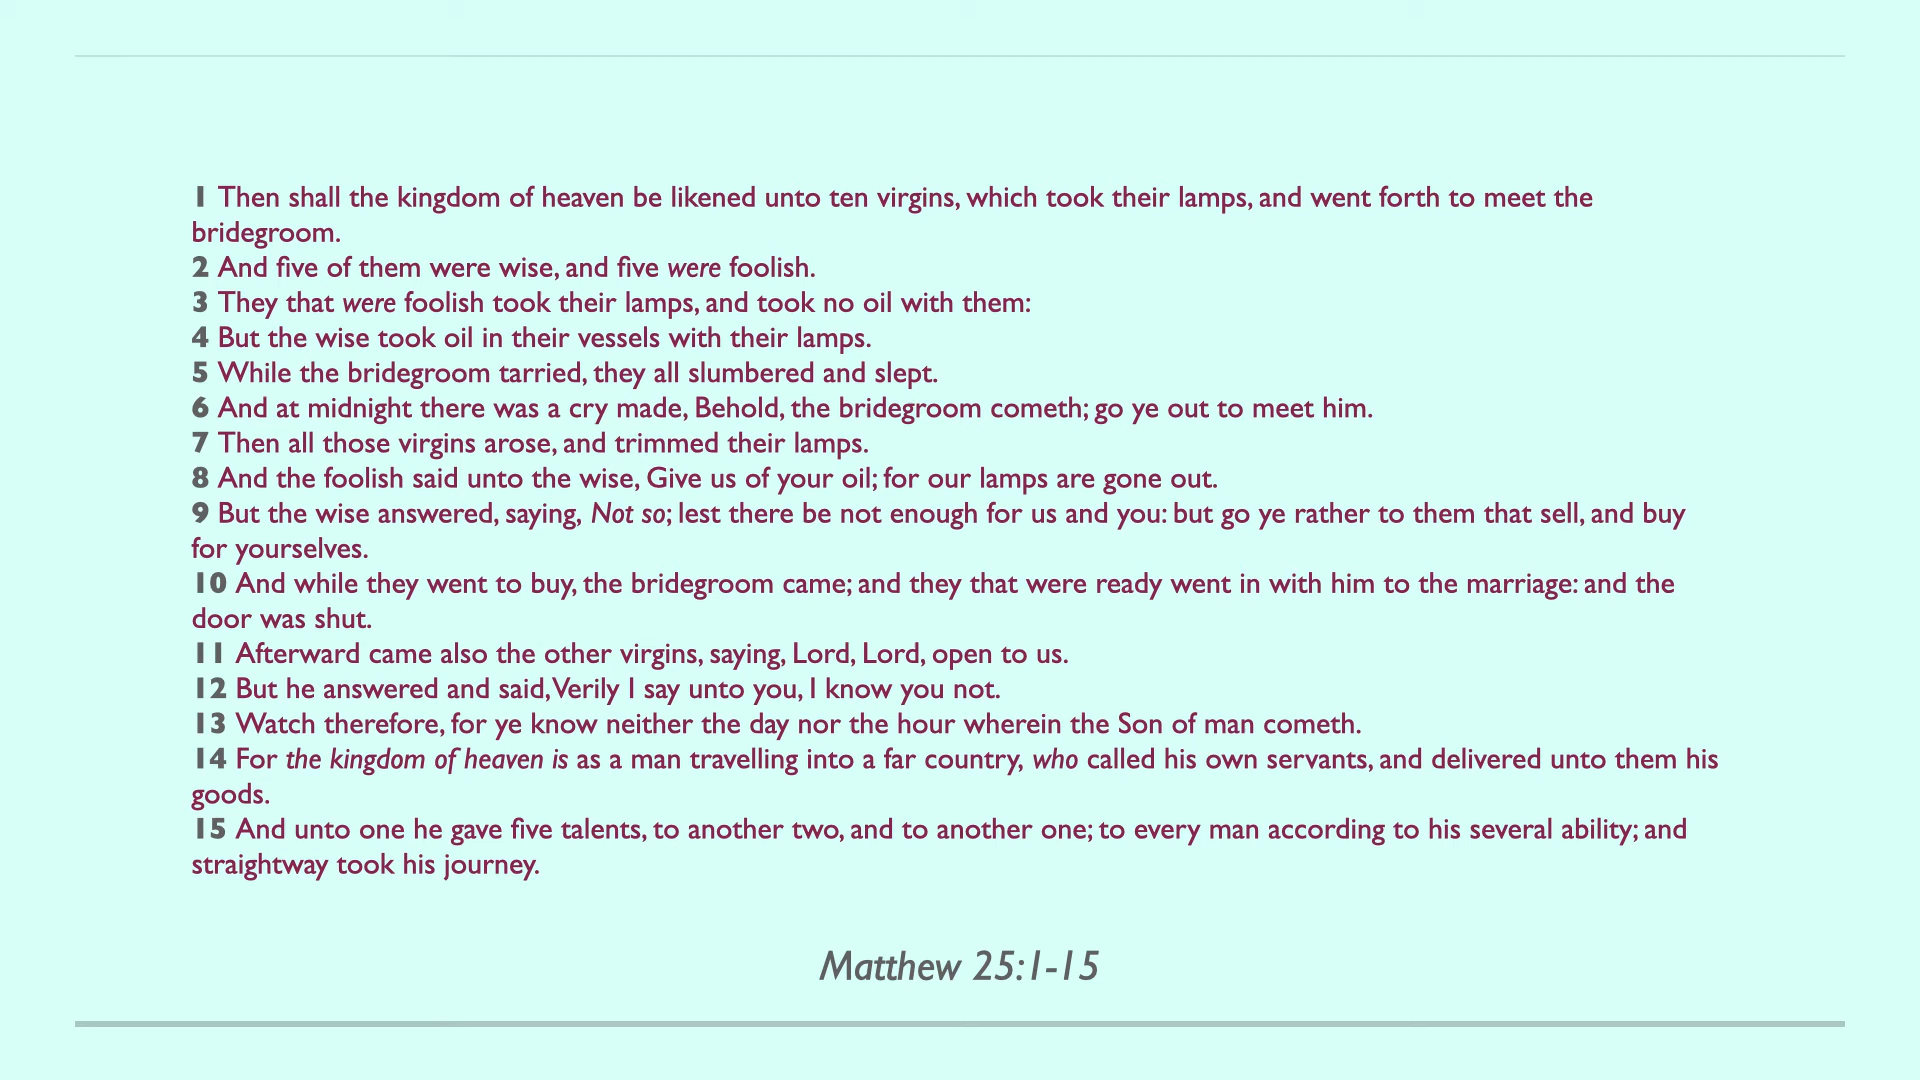 1 Then shall the kingdom of heaven be likened unto ten virgins, which took their lamps, and went forth to meet the
bridegroom.
2 And five of them were wise, and five were foolish.
3 They that were foolish took their lamps, and took no oil with them:
4 But the wise took oil in their vessels with their lamps.
5 While the bridegroom tarried, they all slumbered and slept.
6 And at midnight there was a cry made, Behold, the bridegroom cometh; go ye out to meet him.
7 Then all those virgins arose, and trimmed their lamps.
8 And the foolish said unto the wise, Give us of your oil; for our lamps are gone out.
9 But the wise answered, saying, Not so; lest there be not enough for us and you: but go ye rather to them that sell, and buy
for yourselves.
10 And while they went to buy, the bridegroom came; and they that were ready went in with him to the marriage: and the
door was shut.
11 Afterward came also the other virgins, saying, Lord, Lord, open to us.
12 But he answered and said, Verily I say unto you, I know you not.
13 Watch therefore, for ye know neither the day nor the hour wherein the Son of man cometh.
14 For the kingdom of heaven is as a man travelling into a far country, who called his own servants, and delivered unto them his
goods.
15 And unto one he gave five talents, to another two, and to another one; to every man according to his several ability; and
straightway took his journey.
Matthew 25:1-15